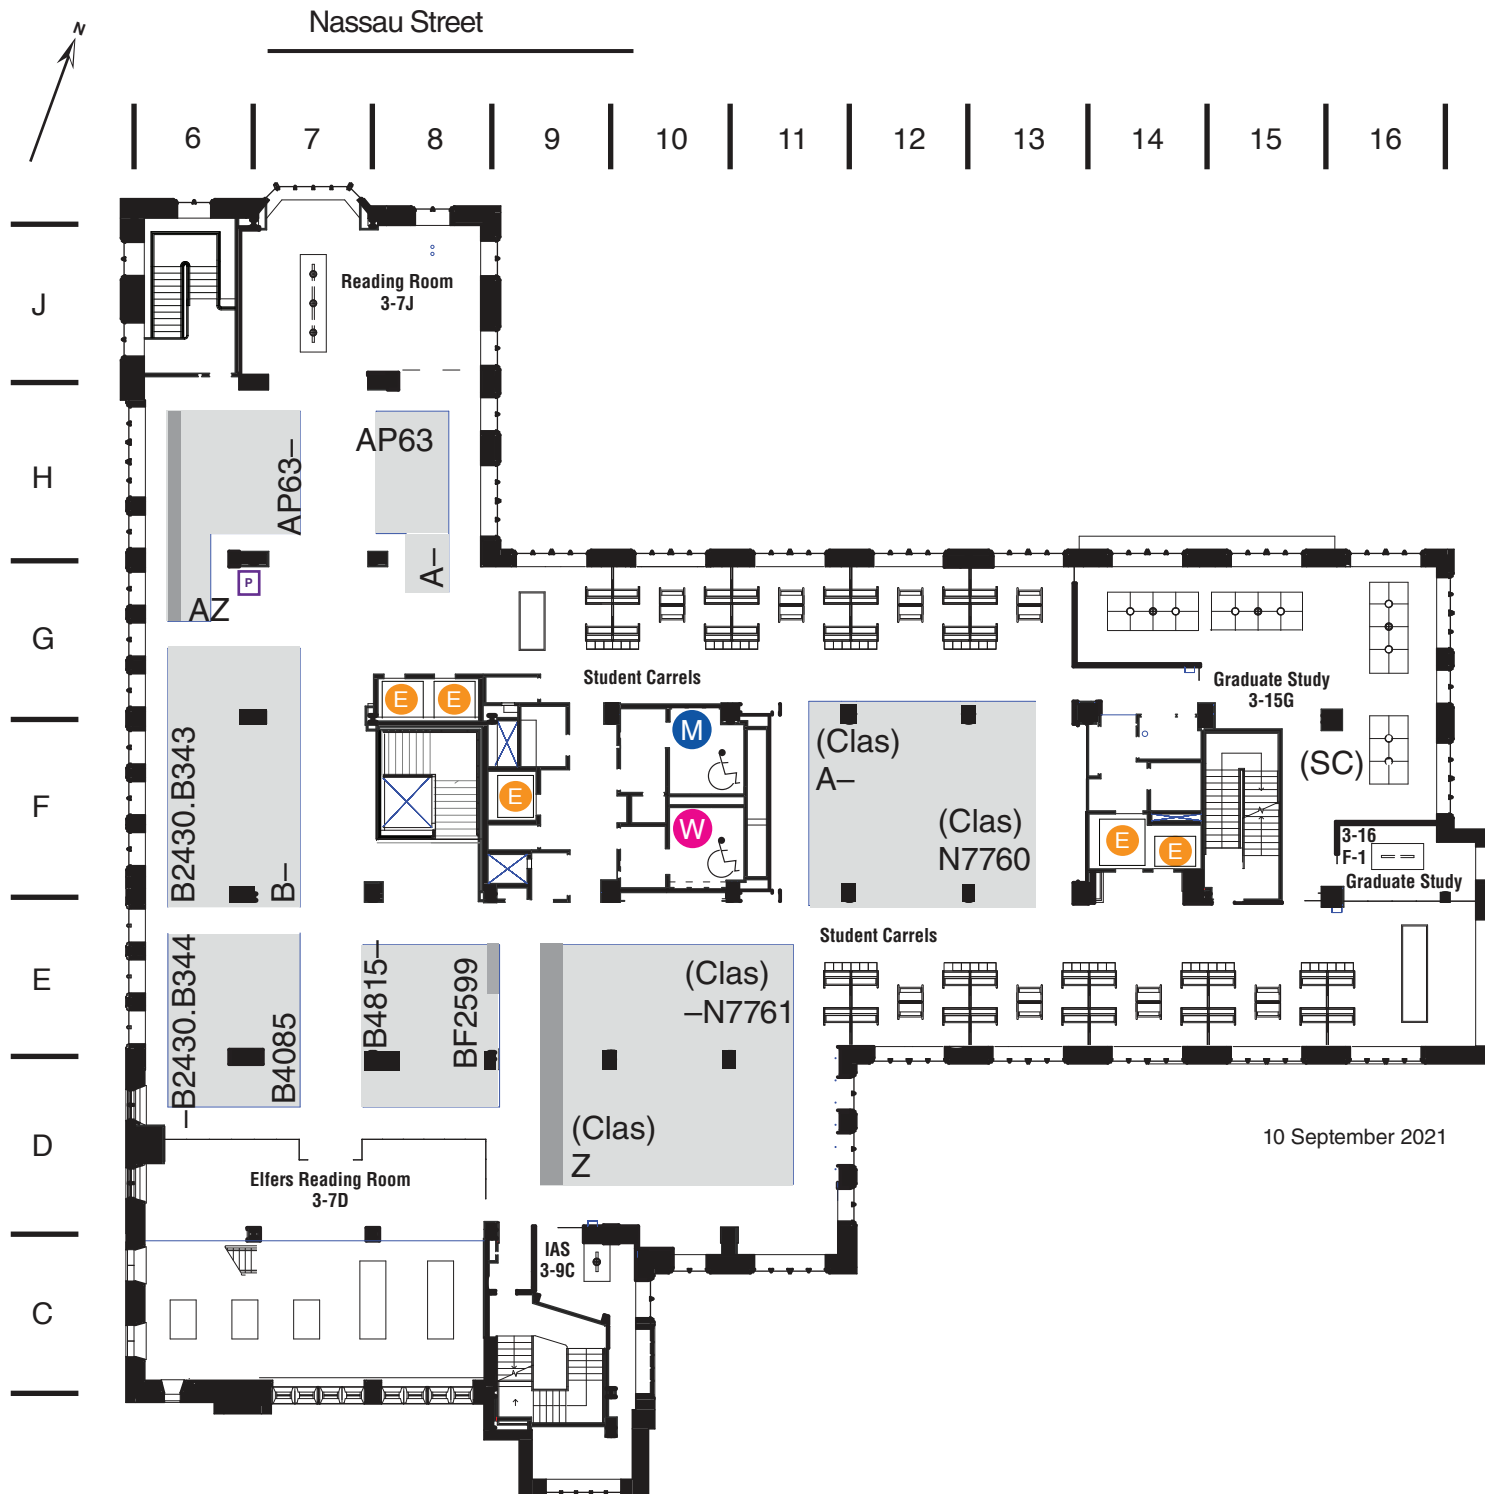 Nassau Street
N
6 7 8 9 10 11 12 13 14 15 16
J
H
G
F
E
D
C
Reading Room
3-7J
AP63–
AP63
A–
AZ
P
Student Carrels
Graduate Study
3-15G
(SC)
E
E
E
M
W
(Clas)
A–
(Clas)
N7760
E
E
3-16
F-1
Graduate Study
B2430.B343
B–
Student Carrels
–B2430.B344
B4085
B4815–
BF2599
(Clas)
–N7761
(Clas)
Z
10 September 2021
Elfers Reading Room
3-7D
IAS
3-9C